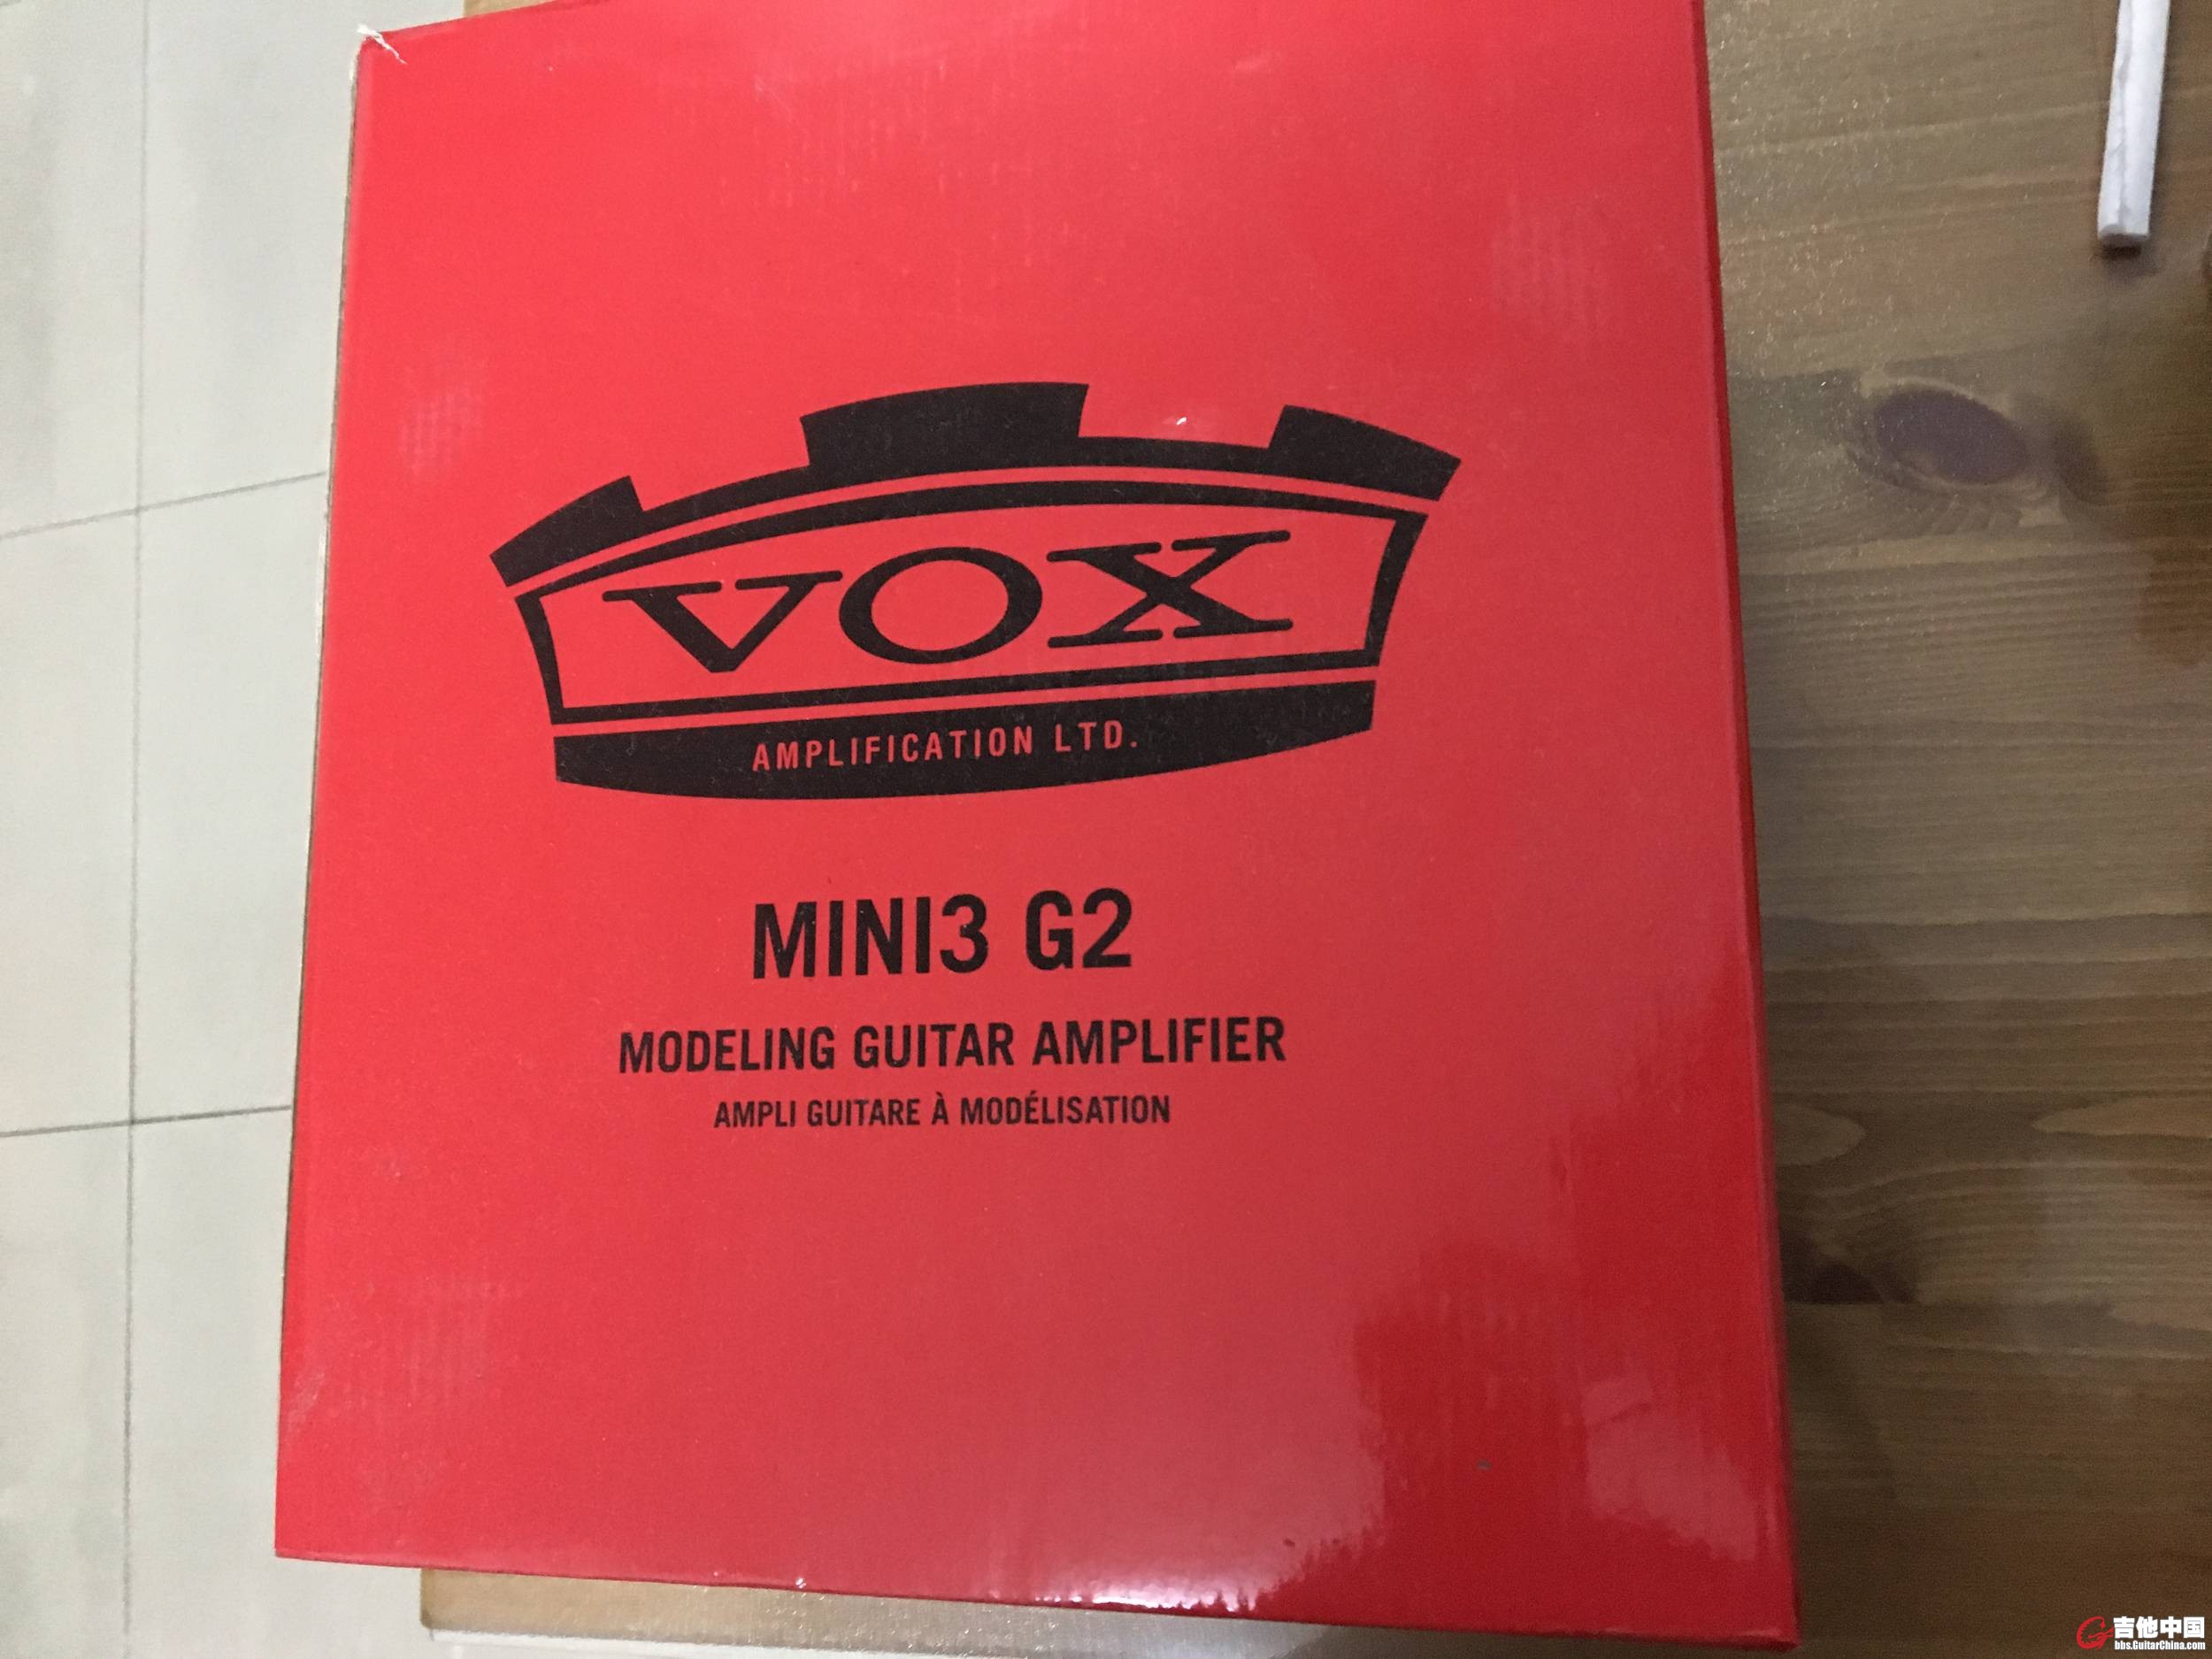 VOX
AMPLIFICATION LTD.
MINI3 G2
MODELING GUITAR AMPLIFIER
AMPLI GUITARE À MODÉLISATION
吉他中国
bbs.GuitarChina.com